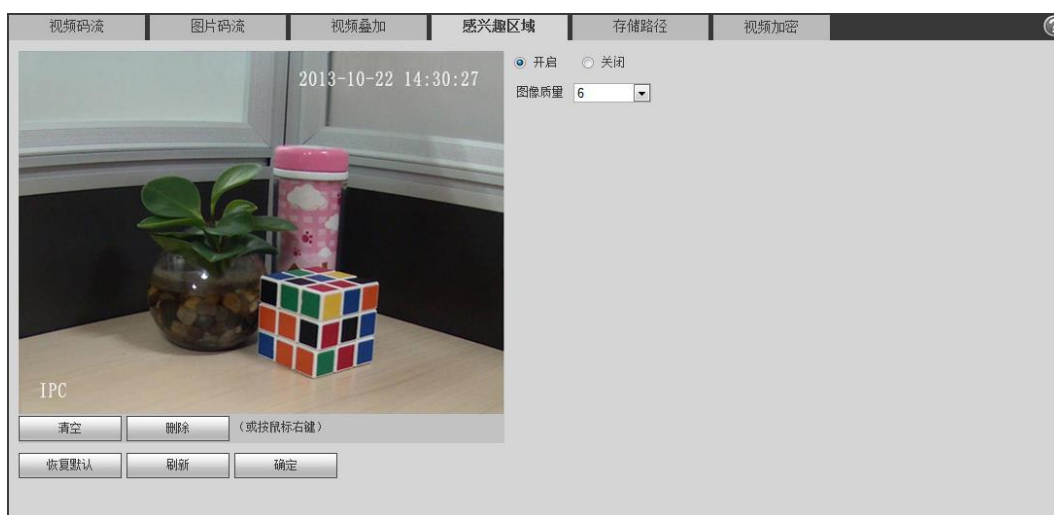 视频码流 图片码流 视频叠加 感兴趣区域 存储路径 视频加密
2013-10-22 14:30:27
开启 关闭
图像质量 6
IPC
清空 删除 （或按鼠标右键）
恢复默认 刷新 确定